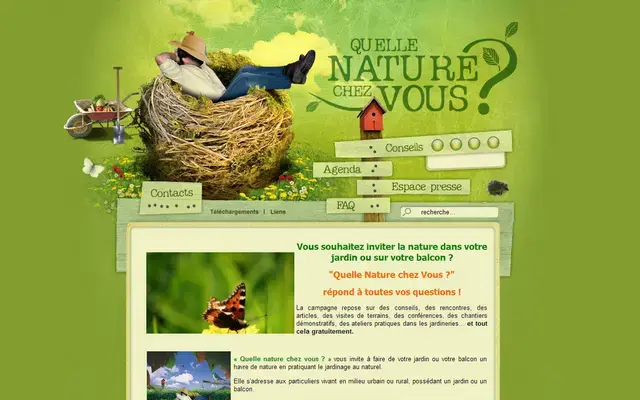 QUELLE
NATURE
CHEZ VOUS ?
Conseils
Agenda
Espace presse
Contacts
FAQ
Téléchargements | Liens
recherche...
Vous souhaitez inviter la nature dans votre
jardin ou sur votre balcon ?
"Quelle Nature chez Vous ?"
répond à toutes vos questions !
La campagne repose sur des conseils, des rencontres, des
articles, des visites de terrains, des conférences, des chantiers
démonstratifs, des ateliers pratiques dans les jardineries... et tout
cela gratuitement.
« Quelle nature chez vous ? » vous invite à faire de votre jardin ou votre balcon un
havre de nature en pratiquant le jardinage au naturel.
Elle s'adresse aux particuliers vivant en milieu urbain ou rural, possédant un jardin ou un
balcon.